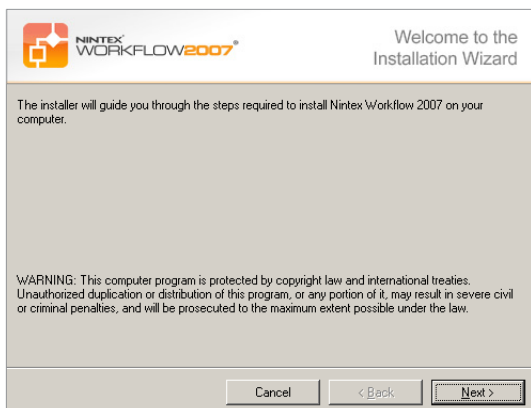 NINTEX®
WORKFLOW2007®
Welcome to the
Installation Wizard
The installer will guide you through the steps required to install Nintex Workflow 2007 on your
computer.
WARNING: This computer program is protected by copyright law and international treaties.
Unauthorized duplication or distribution of this program, or any portion of it, may result in severe civil
or criminal penalties, and will be prosecuted to the maximum extent possible under the law.
Cancel
< Back
Next >